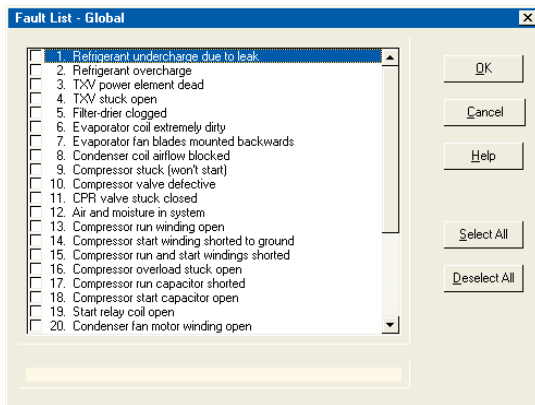 Fault List - Global
1. Refrigerant undercharge due to leak
2. Refrigerant overcharge
3. TXV power element dead
4. TXV stuck open
5. Filter-drier clogged
6. Evaporator coil extremely dirty
7. Evaporator fan blades mounted backwards
8. Condenser coil airflow blocked
9. Compressor stuck (won't start)
10. Compressor valve defective
11. CPR valve stuck closed
12. Air and moisture in system
13. Compressor run winding open
14. Compressor start winding shorted to ground
15. Compressor run and start windings shorted
16. Compressor overload stuck open
17. Compressor run capacitor shorted
18. Compressor start capacitor open
19. Start relay coil open
20. Condenser fan motor winding open
OK
Cancel
Help
Select All
Deselect All